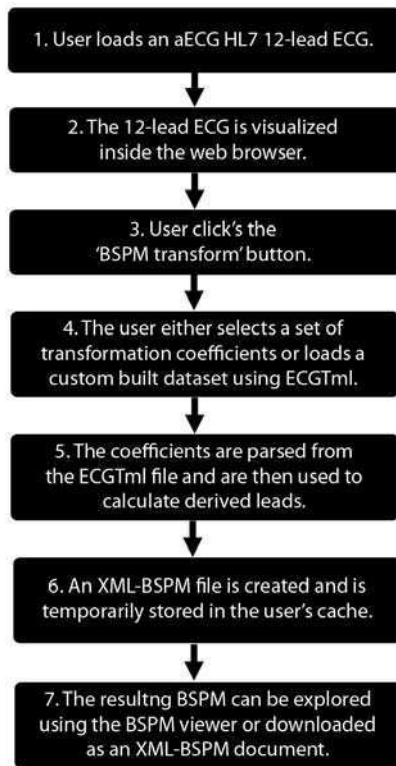 1. User loads an aECG HL7 12-lead ECG.
2. The 12-lead ECG is visualized
inside the web browser.
3. User click's the
'BSPM transform' button.
4. The user either selects a set of
transformation coefficients or loads a
custom built dataset using ECGTml.
5. The coefficients are parsed from
the ECGTml file and are then used to
calculate derived leads.
6. An XML-BSPM file is created and is
temporarily stored in the user's cache.
7. The resultng BSPM can be explored
using the BSPM viewer or downloaded
as an XML-BSPM document.